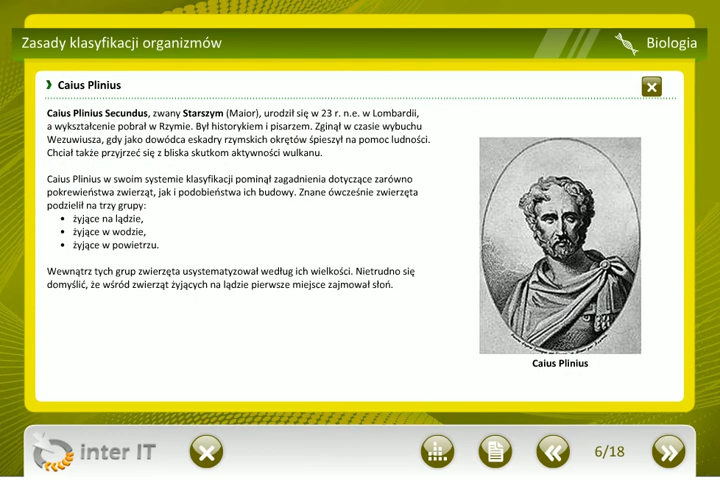 Zasady klasyfikacji organizmów
Biologia
Caius Plinius
Caius Plinius Secundus, zwany Starszym (Maior), urodził się w 23 r. n.e. w Lombardii,
a wykształcenie pobrał w Rzymie. Był historykiem i pisarzem. Zginął w czasie wybuchu
Wezuwiusza, gdy jako dowódca eskadry rzymskich okrętów śpieszył na pomoc ludności.
Chciał także przyjrzeć się z bliska skutkom aktywności wulkanu.
Caius Plinius w swoim systemie klasyfikacji pominął zagadnienia dotyczące zarówno
pokrewieństwa zwierząt, jak i podobieństwa ich budowy. Znane ówcześnie zwierzęta
podzielił na trzy grupy:
• żyjące na lądzie,
• żyjące w wodzie,
• żyjące w powietrzu.
Wewnątrz tych grup zwierzęta usystematyzował według ich wielkości. Nietrudno się
domyślić, że wśród zwierząt żyjących na lądzie pierwsze miejsce zajmował słoń.
Caius Plinius
inter IT
6/18